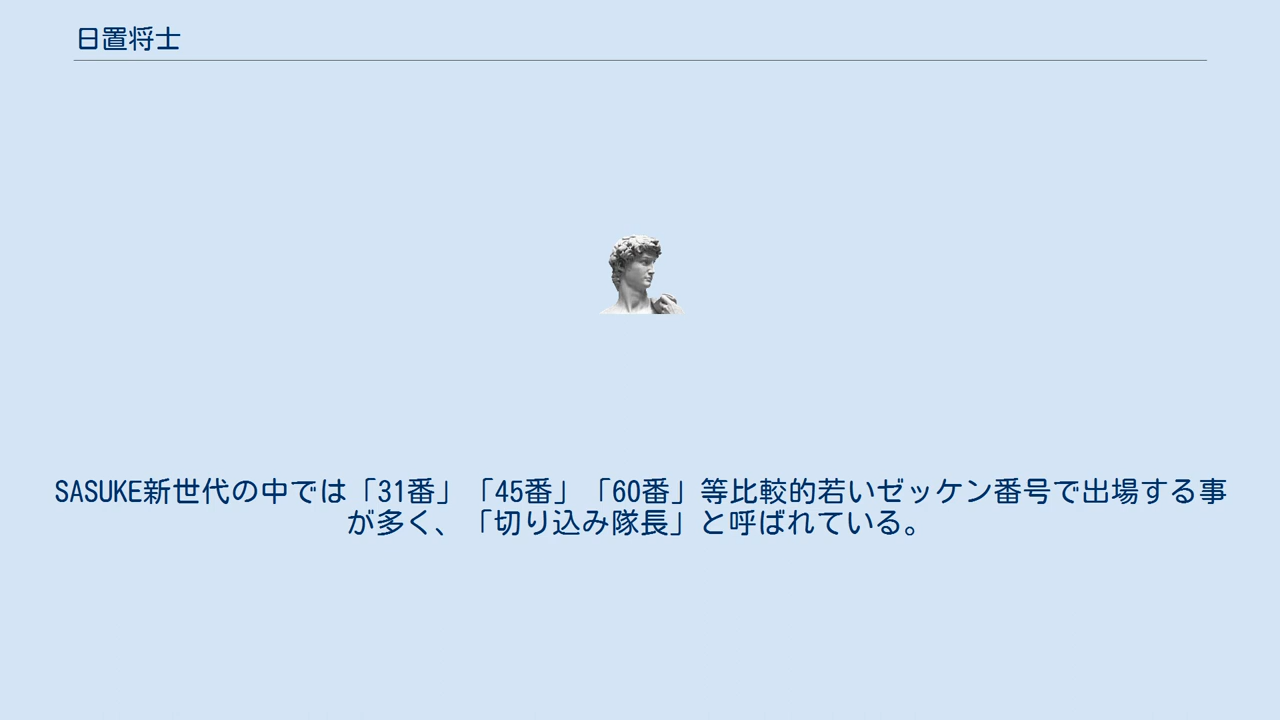 日置将士
SASUKE新世代の中では「31番」「45番」「60番」等比較的若いゼッケン番号で出場する事
が多く、「切り込み隊長」と呼ばれている。